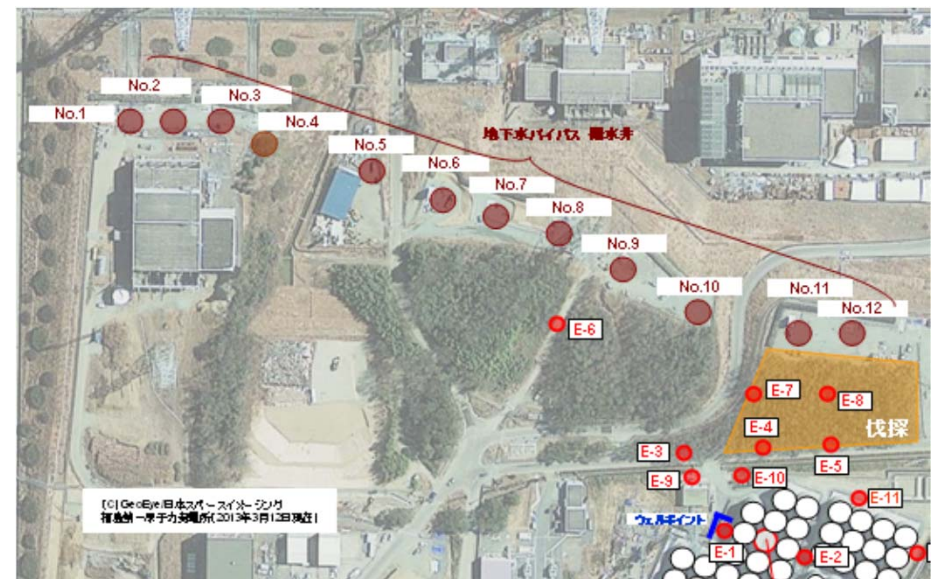 No.2
No.1
No.3
No.4
No.5
No.6
No.7
No.8
No.9
No.10
No.11
No.12
地下水バイパス 揚水井
E-6
E-7
E-8
E-4
伐採
E-3
E-5
E-9
E-10
E-11
ウェルポイント
E-1
E-2
[C]GeoEye/日本スペースイメージング
福島第一原子力発電所(2013年3月12日現在)